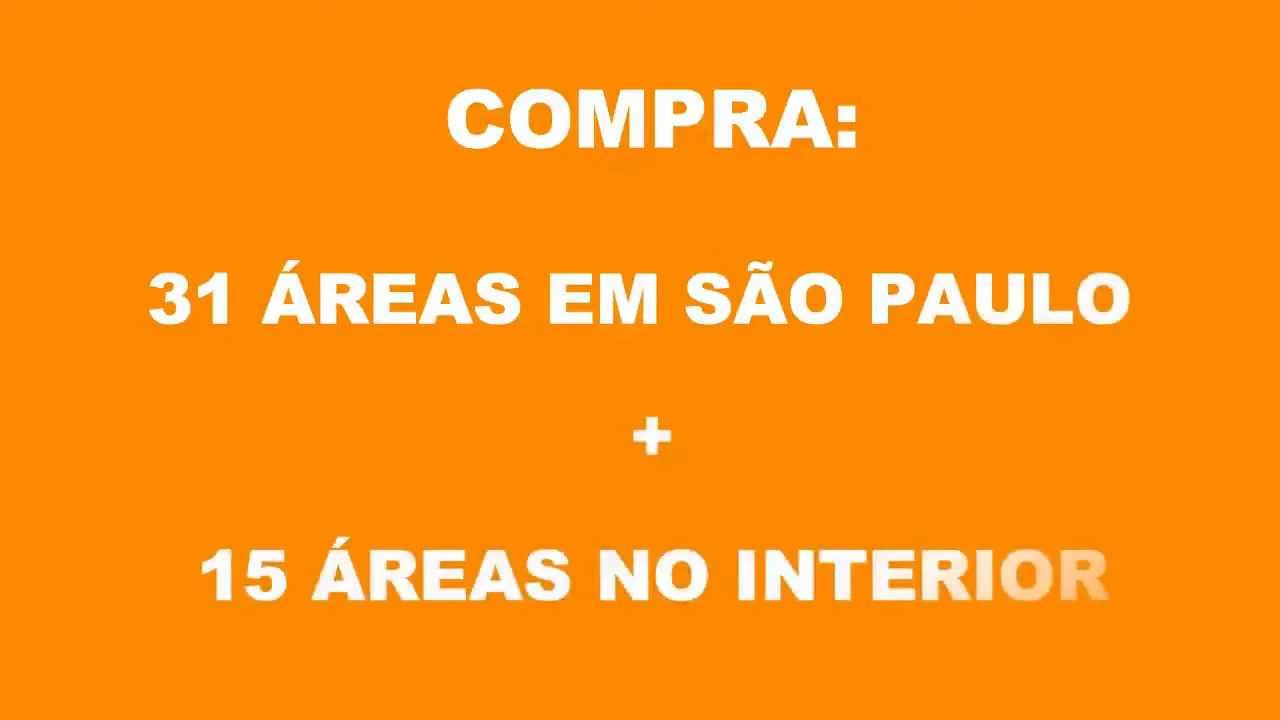 COMPRA:
31 ÁREAS EM SÃO PAULO
+
15 ÁREAS NO INTERIOR